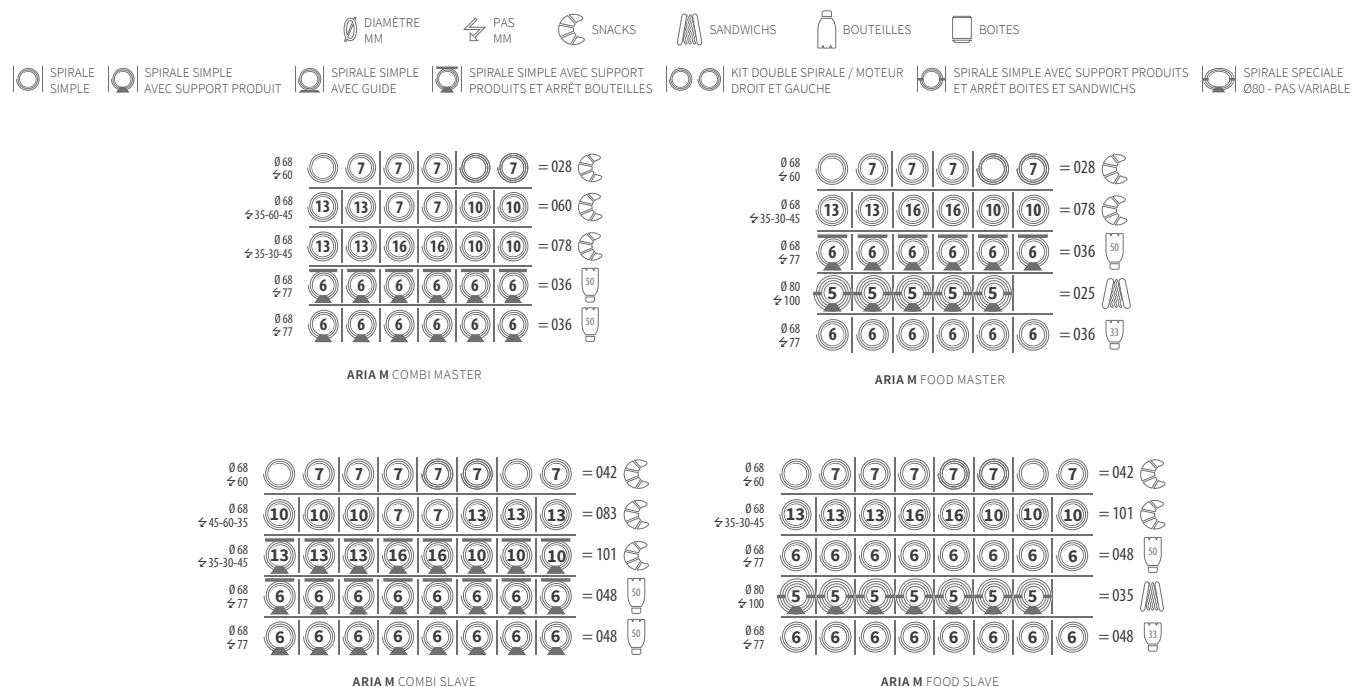 DIAMÈTRE
MM
PAS
MM
SNACKS
SANDWICHS
BOUTEILLES
BOITES
SPIRALE
SIMPLE
SPIRALE SIMPLE
AVEC SUPPORT PRODUIT
SPIRALE SIMPLE
AVEC GUIDE
SPIRALE SIMPLE AVEC SUPPORT
PRODUITS ET ARRÊT BOUTEILLES
KIT DOUBLE SPIRALE / MOTEUR
DROIT ET GAUCHE
SPIRALE SIMPLE AVEC SUPPORT PRODUITS
ET ARRÊT BOITES ET SANDWICHS
SPIRALE SPECIALE
Ø80 - PAS VARIABLE
Ø 68
60
7 7 7 7 = 028
Ø 68
35-60-45
13 13 7 7 10 10 = 060
Ø 68
35-30-45
13 13 16 16 10 10 = 078
Ø 68
77
6 6 6 6 6 6 = 036 50
Ø 68
77
6 6 6 6 6 6 = 036 50
ARIA M COMBI MASTER
Ø 68
60
7 7 7 7 = 028
Ø 68
35-30-45
13 13 16 16 10 10 = 078
Ø 68
77
6 6 6 6 6 6 = 036 50
Ø 80
100
5 5 5 5 5 = 025
Ø 68
77
6 6 6 6 6 6 = 036 33
ARIA M FOOD MASTER
Ø 68
60
7 7 7 7 7 7 = 042
Ø 68
45-60-35
10 10 10 7 7 13 13 13 = 083
Ø 68
35-30-45
13 13 13 16 16 10 10 10 = 101
Ø 68
77
6 6 6 6 6 6 6 6 = 048 50
Ø 68
77
6 6 6 6 6 6 6 6 = 048 50
ARIA M COMBI SLAVE
Ø 68
60
7 7 7 7 7 7 = 042
Ø 68
35-30-45
13 13 13 16 16 10 10 10 = 101
Ø 68
77
6 6 6 6 6 6 6 6 = 048 50
Ø 80
100
5 5 5 5 5 5 5 = 035
Ø 68
77
6 6 6 6 6 6 6 6 = 048 33
ARIA M FOOD SLAVE